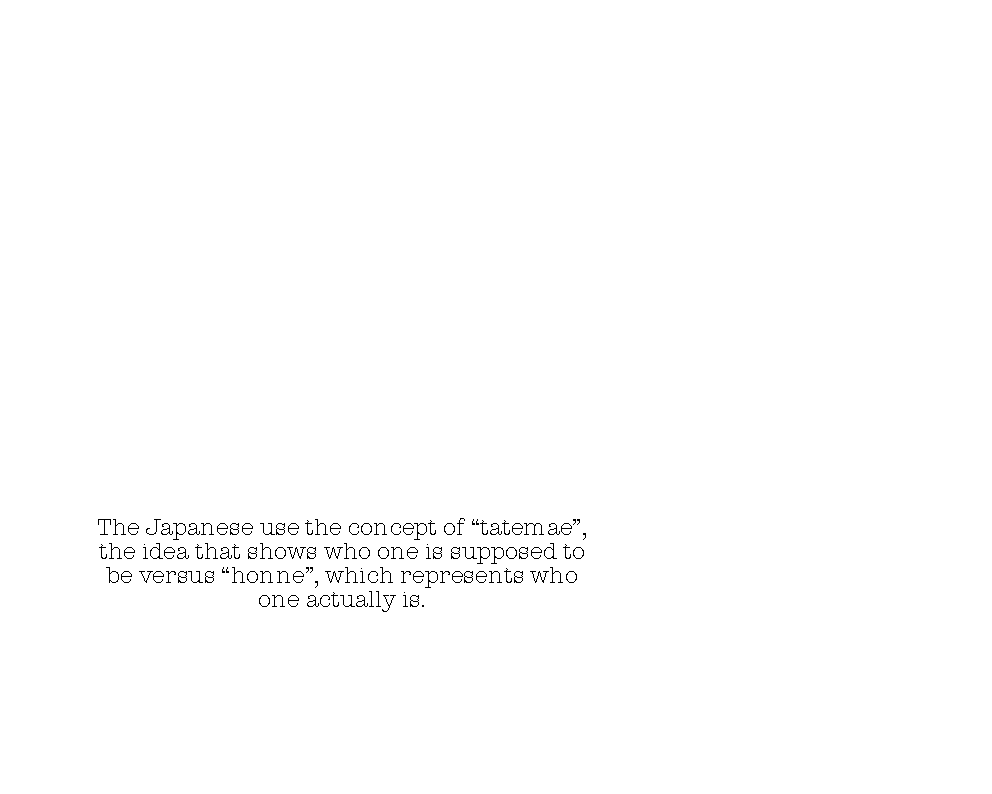 The Japanese use the concept of “tatemae”,
the idea that shows who one is supposed to
be versus “honne”, which represents who
one actually is.